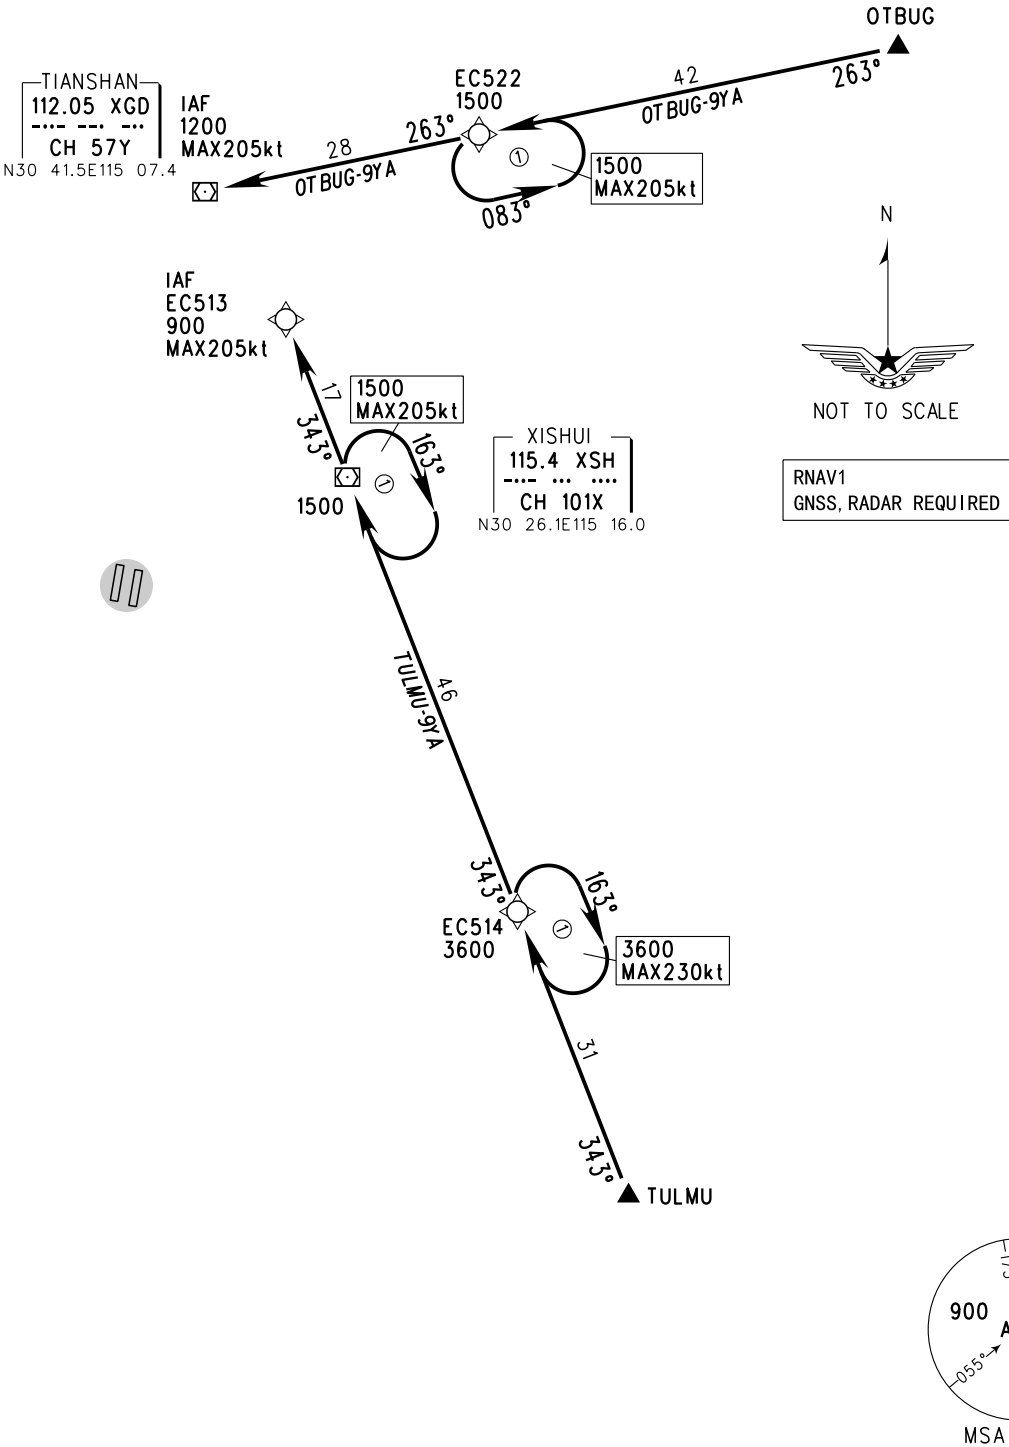 OTBUG
263°
42
OTBUG-9YA
EC522
1500
263°
28
OTBUG-9YA
083°
1
1500
MAX205kt
TIANSHAN
112.05 XGD
CH 57Y
N30 41.5E115 07.4
IAF
1200
MAX205kt
N
NOT TO SCALE
RNAV1
GNSS, RADAR REQUIRED
IAF
EC513
900
MAX205kt
17
343°
1500
MAX205kt
163°
1
1500
XISHUI
115.4 XSH
CH 101X
N30 26.1E115 16.0
46
TULMU-9YA
343°
163°
1
EC514
3600
3600
MAX230kt
31
343°
TULMU
900
055°
MSA